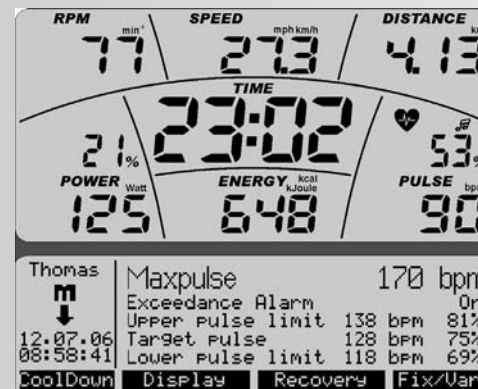 RPM SPEED DISTANCE
min⁻¹ mph km/h
77 27.3 4.13
TIME
23:02
21% 53%
POWER Watt ENERGY kcal kJoule PULSE
125 648 90
Thomas Maxpulse 170 bpm
m Exceedance Alarm On
Upper pulse limit 138 bpm 81%
12.07.06 Target pulse 128 bpm 75%
08:58:41 Lower pulse limit 118 bpm 69%
CoolDown Display Recovery Fix/Var